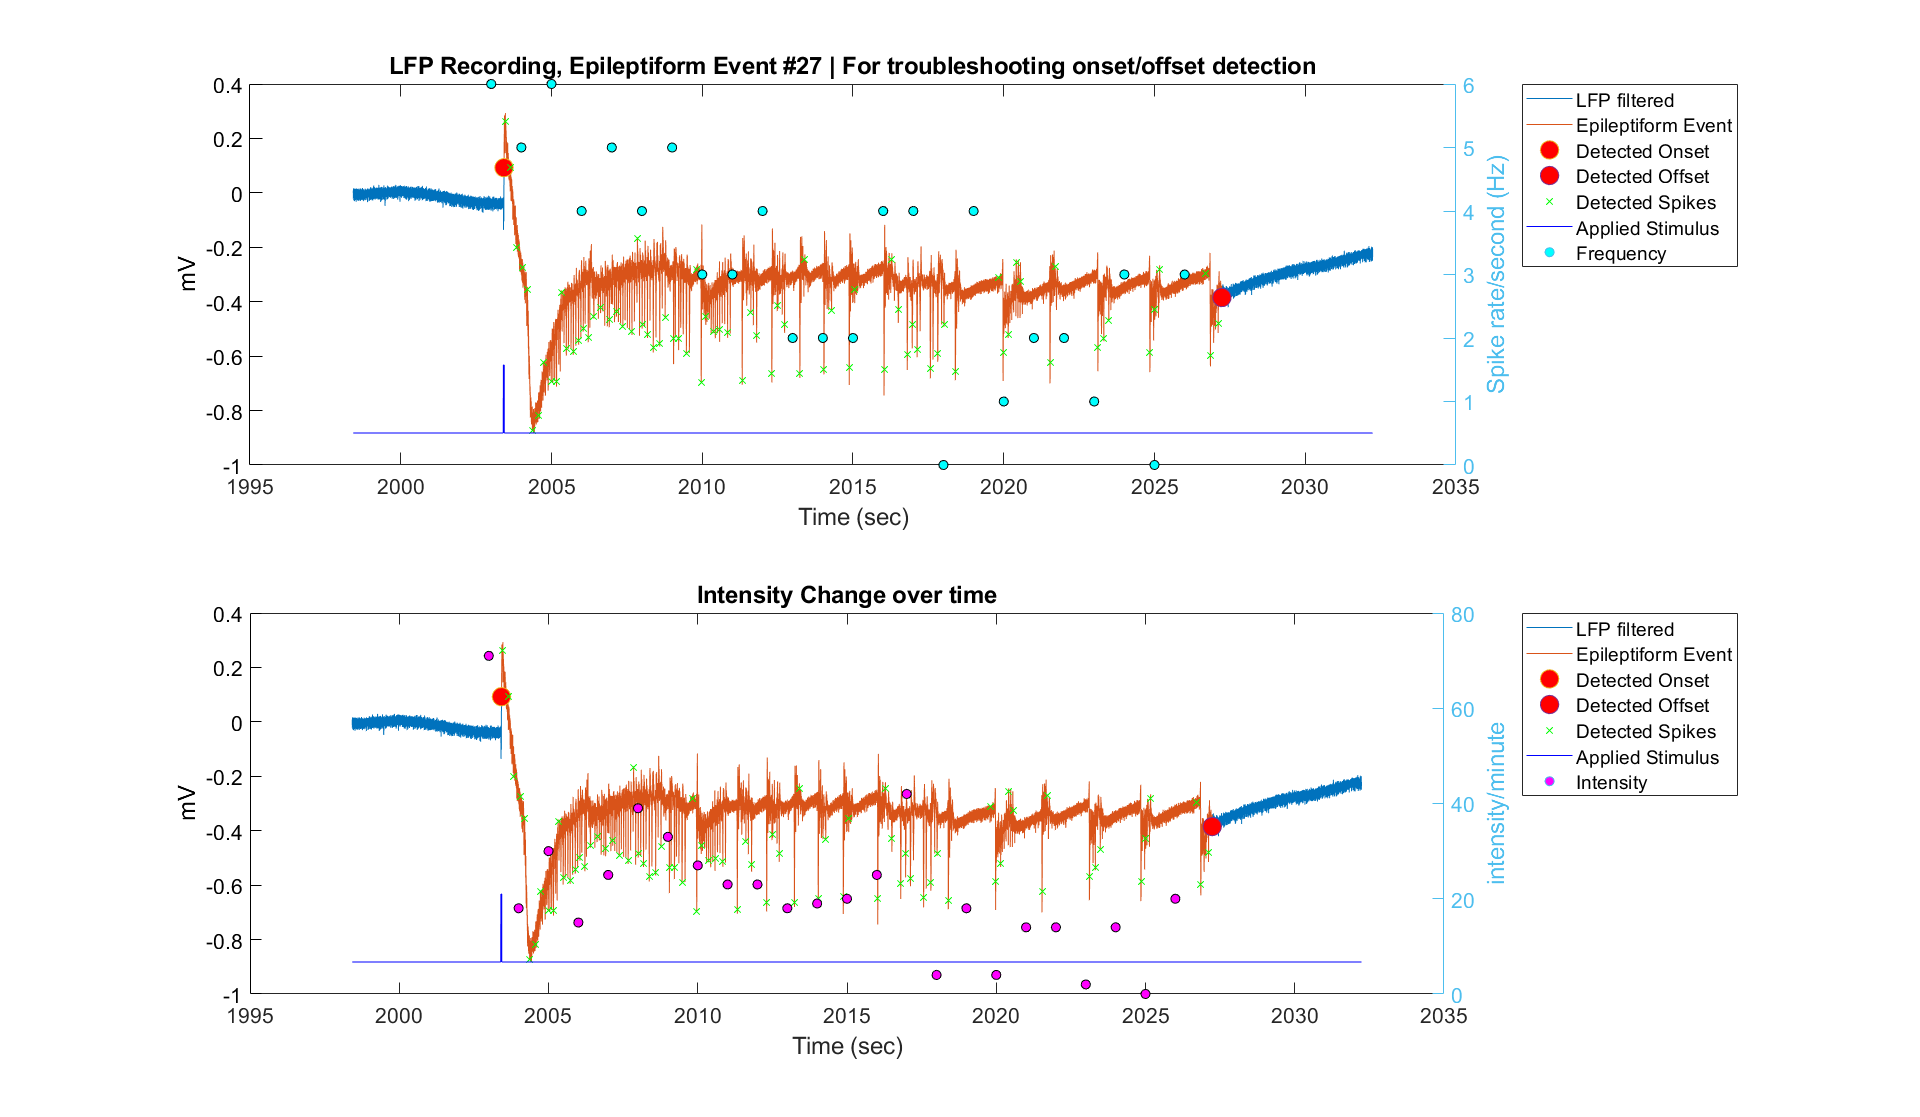 LFP Recording, Epileptiform Event #27 | For troubleshooting onset/offset detection
0.4
0.2
0
-0.2
-0.4
-0.6
-0.8
-1
mV
1995 2000 2005 2010 2015 2020 2025 2030 2035
Time (sec)
6
5
4
3
2
1
0
Spike rate/second (Hz)
LFP filtered
Epileptiform Event
Detected Onset
Detected Offset
Detected Spikes
Applied Stimulus
Frequency
Intensity Change over time
0.4
0.2
0
-0.2
-0.4
-0.6
-0.8
-1
mV
1995 2000 2005 2010 2015 2020 2025 2030 2035
Time (sec)
80
60
40
20
0
intensity/minute
LFP filtered
Epileptiform Event
Detected Onset
Detected Offset
Detected Spikes
Applied Stimulus
Intensity